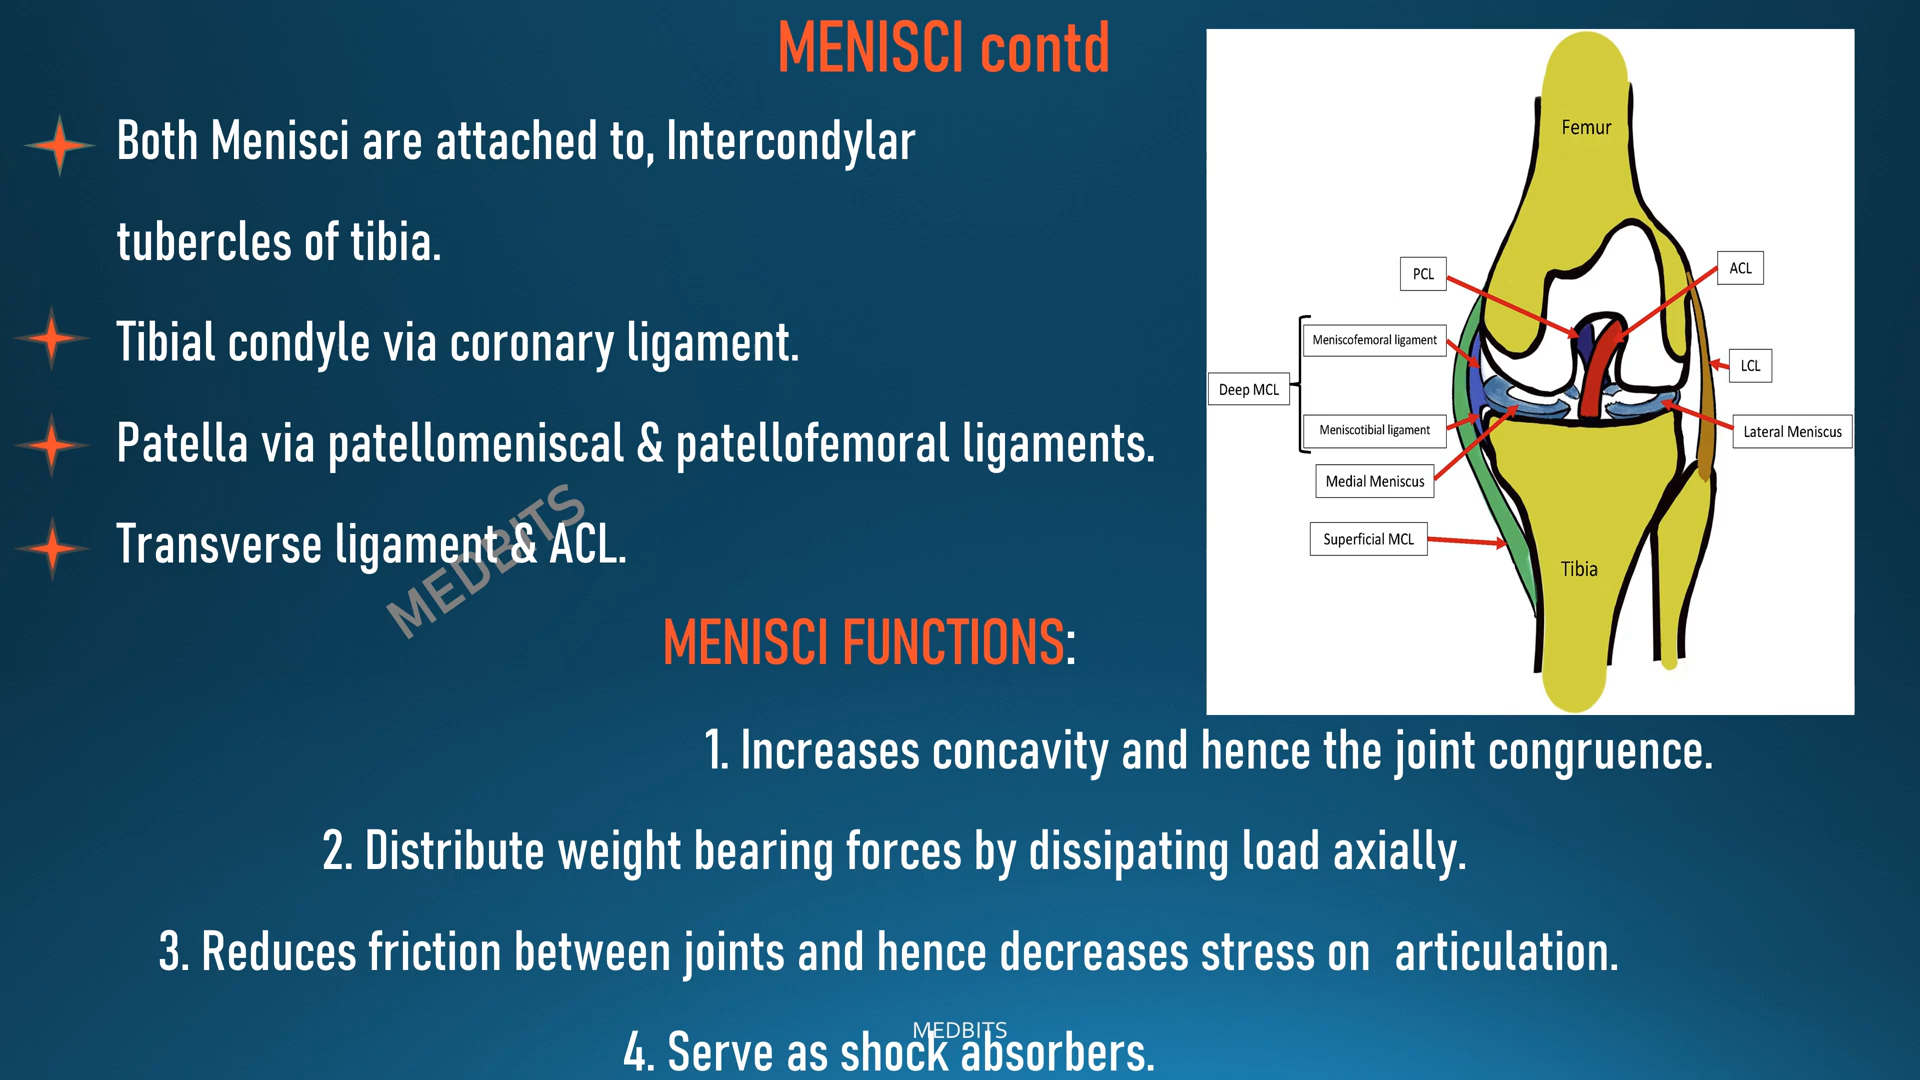 MENISCI contd
Both Menisci are attached to, Intercondylar
tubercles of tibia.
Tibial condyle via coronary ligament.
Patella via patellomeniscal & patellofemoral ligaments.
Transverse ligament & ACL.
MEDBITS
Femur
PCL
ACL
Meniscofemoral ligament
LCL
Deep MCL
Meniscotibial ligament
Lateral Meniscus
Medial Meniscus
Superficial MCL
Tibia
MENISCI FUNCTIONS:
1. Increases concavity and hence the joint congruence.
2. Distribute weight bearing forces by dissipating load axially.
3. Reduces friction between joints and hence decreases stress on  articulation.
MEDBITS
4. Serve as shock absorbers.